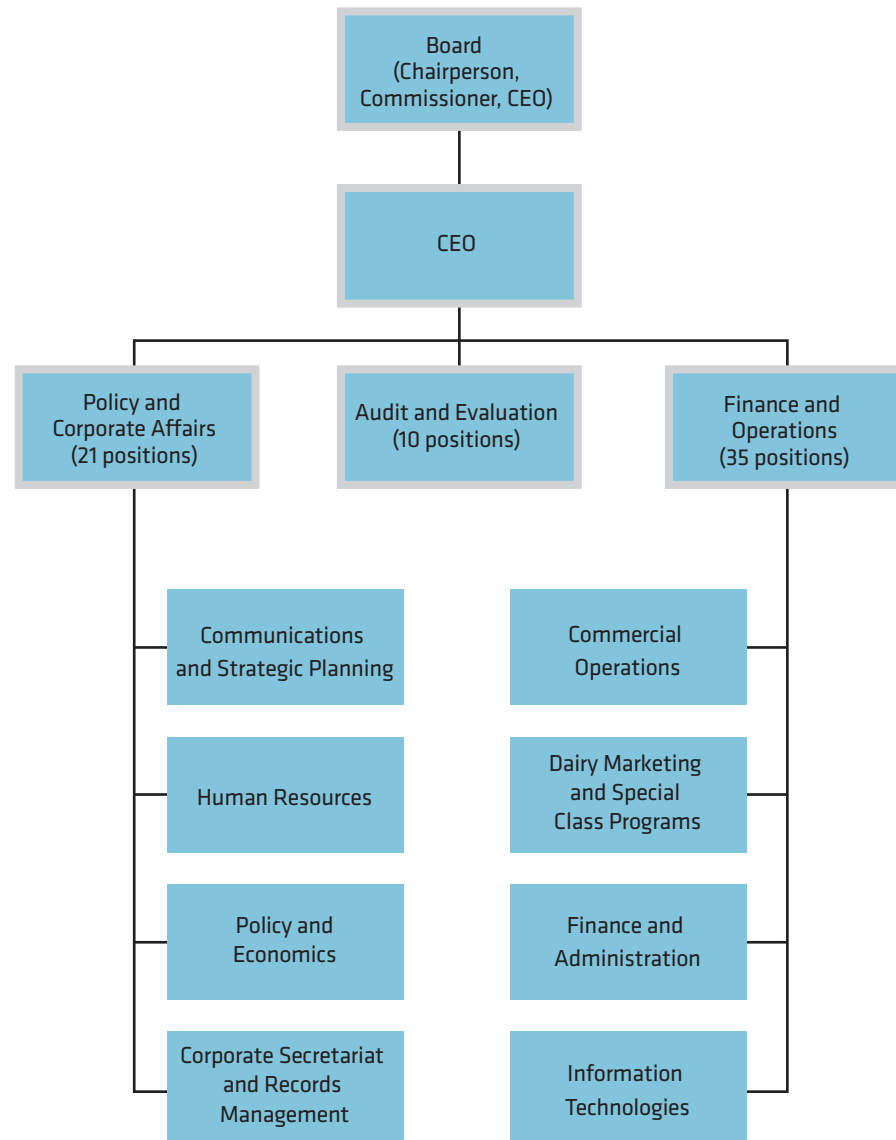 Board
(Chairperson,
Commissioner, CEO)
CEO
Policy and
Corporate Affairs
(21 positions)
Audit and Evaluation
(10 positions)
Finance and
Operations
(35 positions)
Communications
and Strategic Planning
Human Resources
Policy and
Economics
Corporate Secretariat
and Records
Management
Commercial
Operations
Dairy Marketing
and Special
Class Programs
Finance and
Administration
Information
Technologies